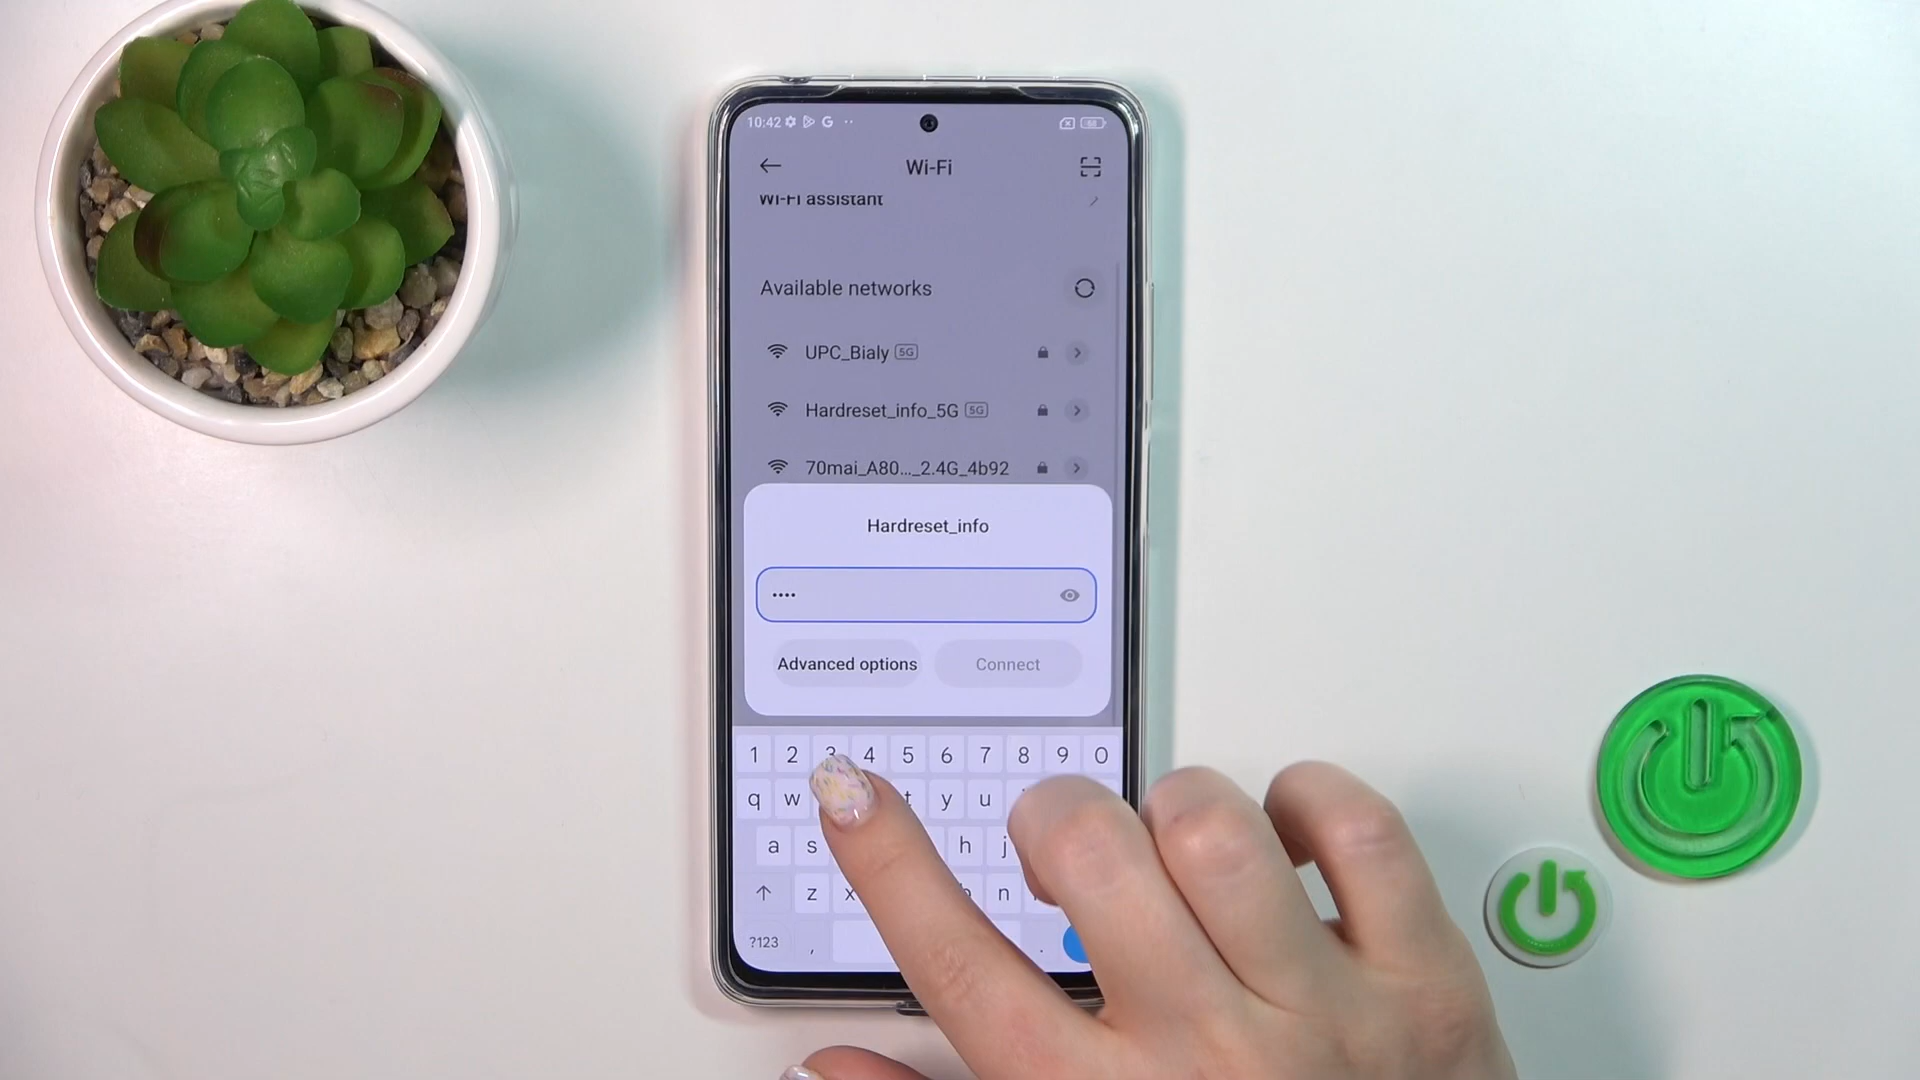 10:42
Wi-Fi
Wi-Fi assistant
Available networks
UPC_Bialy 5G
Hardreset_info_5G 5G
70mai_A80..._2.4G_4b92
Hardreset_info
••••
Advanced options Connect
1 2 3 4 5 6 7 8 9 0
q w t y u
a s h j
z x b n
?123 , .